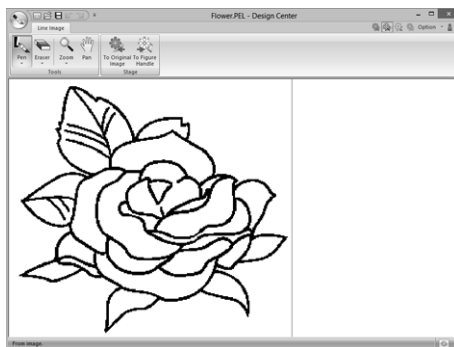 Flower.PEL - Design Center
Line Image
Option
Pen
Eraser
Zoom
Pan
To Original Image
To Figure Handle
Tools
Stage
From Image.